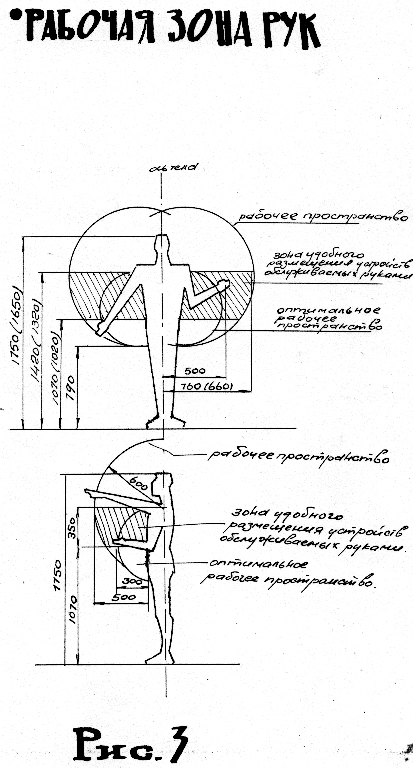 •РАБОЧАЯ ЗОНА РУК
ось тела
рабочее пространство
зона удобного
размещения устройств
обслуживаемых руками
оптимальное
рабочее
пространство
1750(1650)
1420(1320)
1070(1020)
790
500
760(660)
рабочее пространство
600
зона удобного
размещения устройств
обслуживаемых руками.
оптимальное
рабочее пространство.
350
300
500
1750
1070
Рис.3